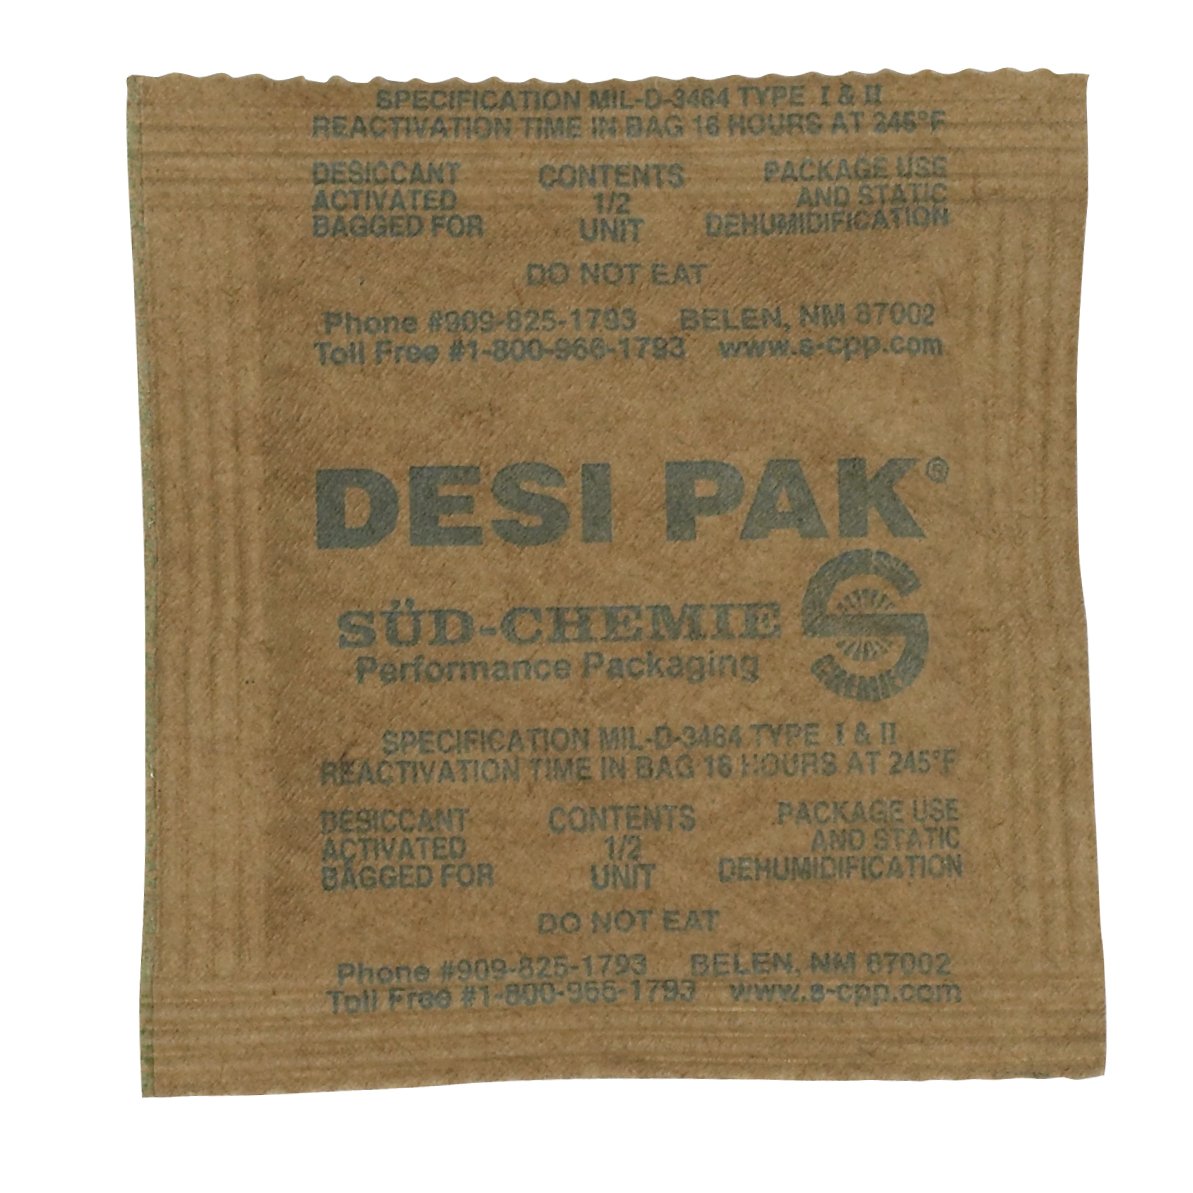 SPECIFICATION MIL-D-3464 TYPE I & II
REACTIVATION TIME IN BAG 16 HOURS AT 245°F
DESICCANT CONTENTS PACKAGE USE
ACTIVATED 1/2 AND STATIC
BAGGED FOR UNIT DEHUMIDIFICATION
DO NOT EAT
Phone #909-825-1793 BELEN, NM 87002
Toll Free #1-800-966-1793 www.s-cpp.com
DESI PAK®
SÜD-CHEMIE
Performance Packaging
S
CHEMIE
SPECIFICATION MIL-D-3464 TYPE I & II
REACTIVATION TIME IN BAG 16 HOURS AT 245°F
DESICCANT CONTENTS PACKAGE USE
ACTIVATED 1/2 AND STATIC
BAGGED FOR UNIT DEHUMIDIFICATION
DO NOT EAT
Phone #909-825-1793 BELEN, NM 87002
Toll Free #1-800-966-1793 www.s-cpp.com